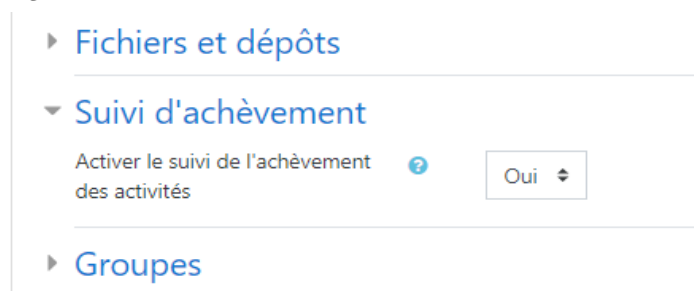 Fichiers et dépôts
Suivi d'achèvement
Activer le suivi de l'achèvement
des activités
Oui
Groupes